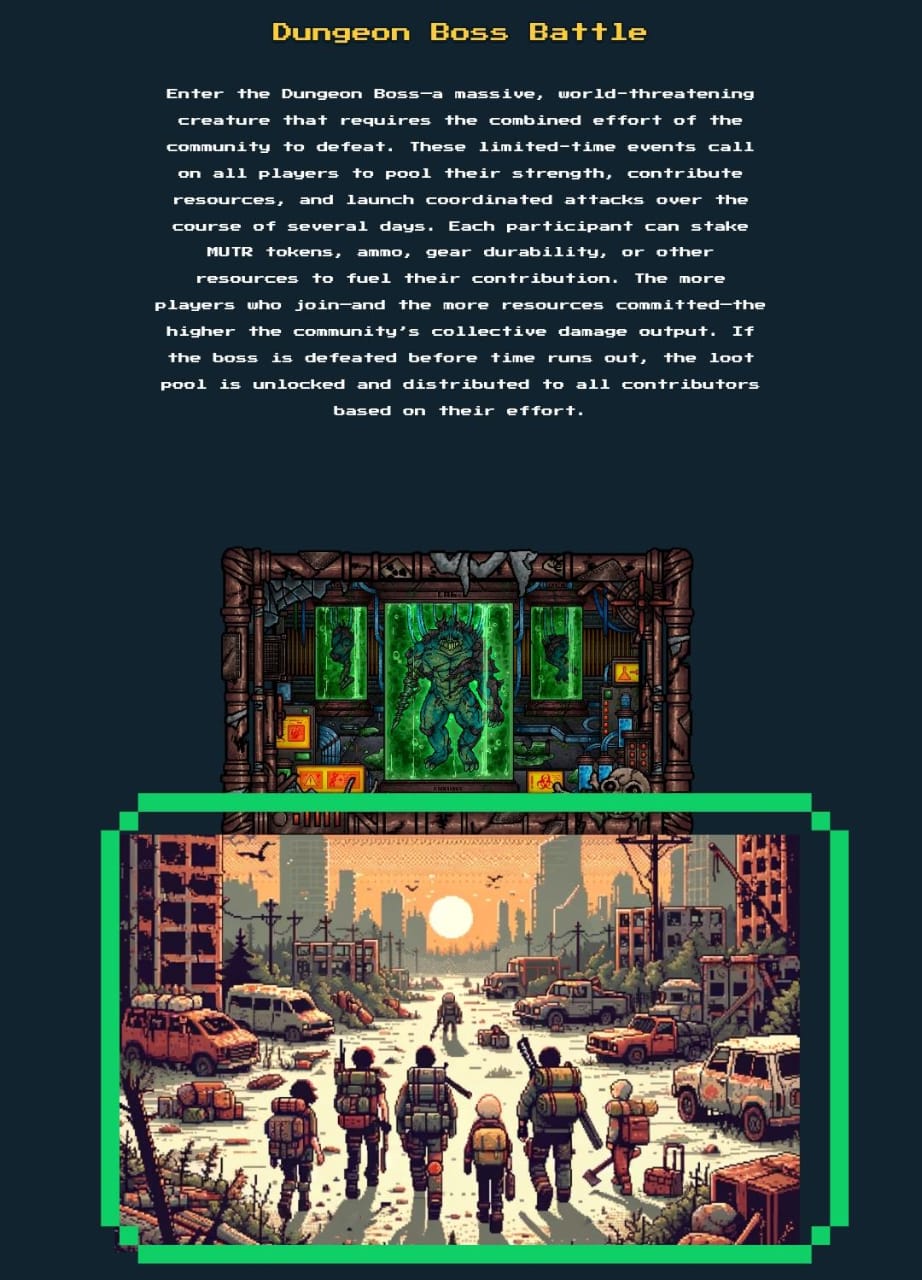 Dungeon Boss Battle
Enter the Dungeon Boss—a massive, world-threatening
creature that requires the combined effort of the
community to defeat. These limited-time events call
on all players to pool their strength, contribute
resources, and launch coordinated attacks over the
course of several days. Each participant can stake
MUTR tokens, ammo, gear durability, or other
resources to fuel their contribution. The more
players who join—and the more resources committed—the
higher the community’s collective damage output. If
the boss is defeated before time runs out, the loot
pool is unlocked and distributed to all contributors
based on their effort.